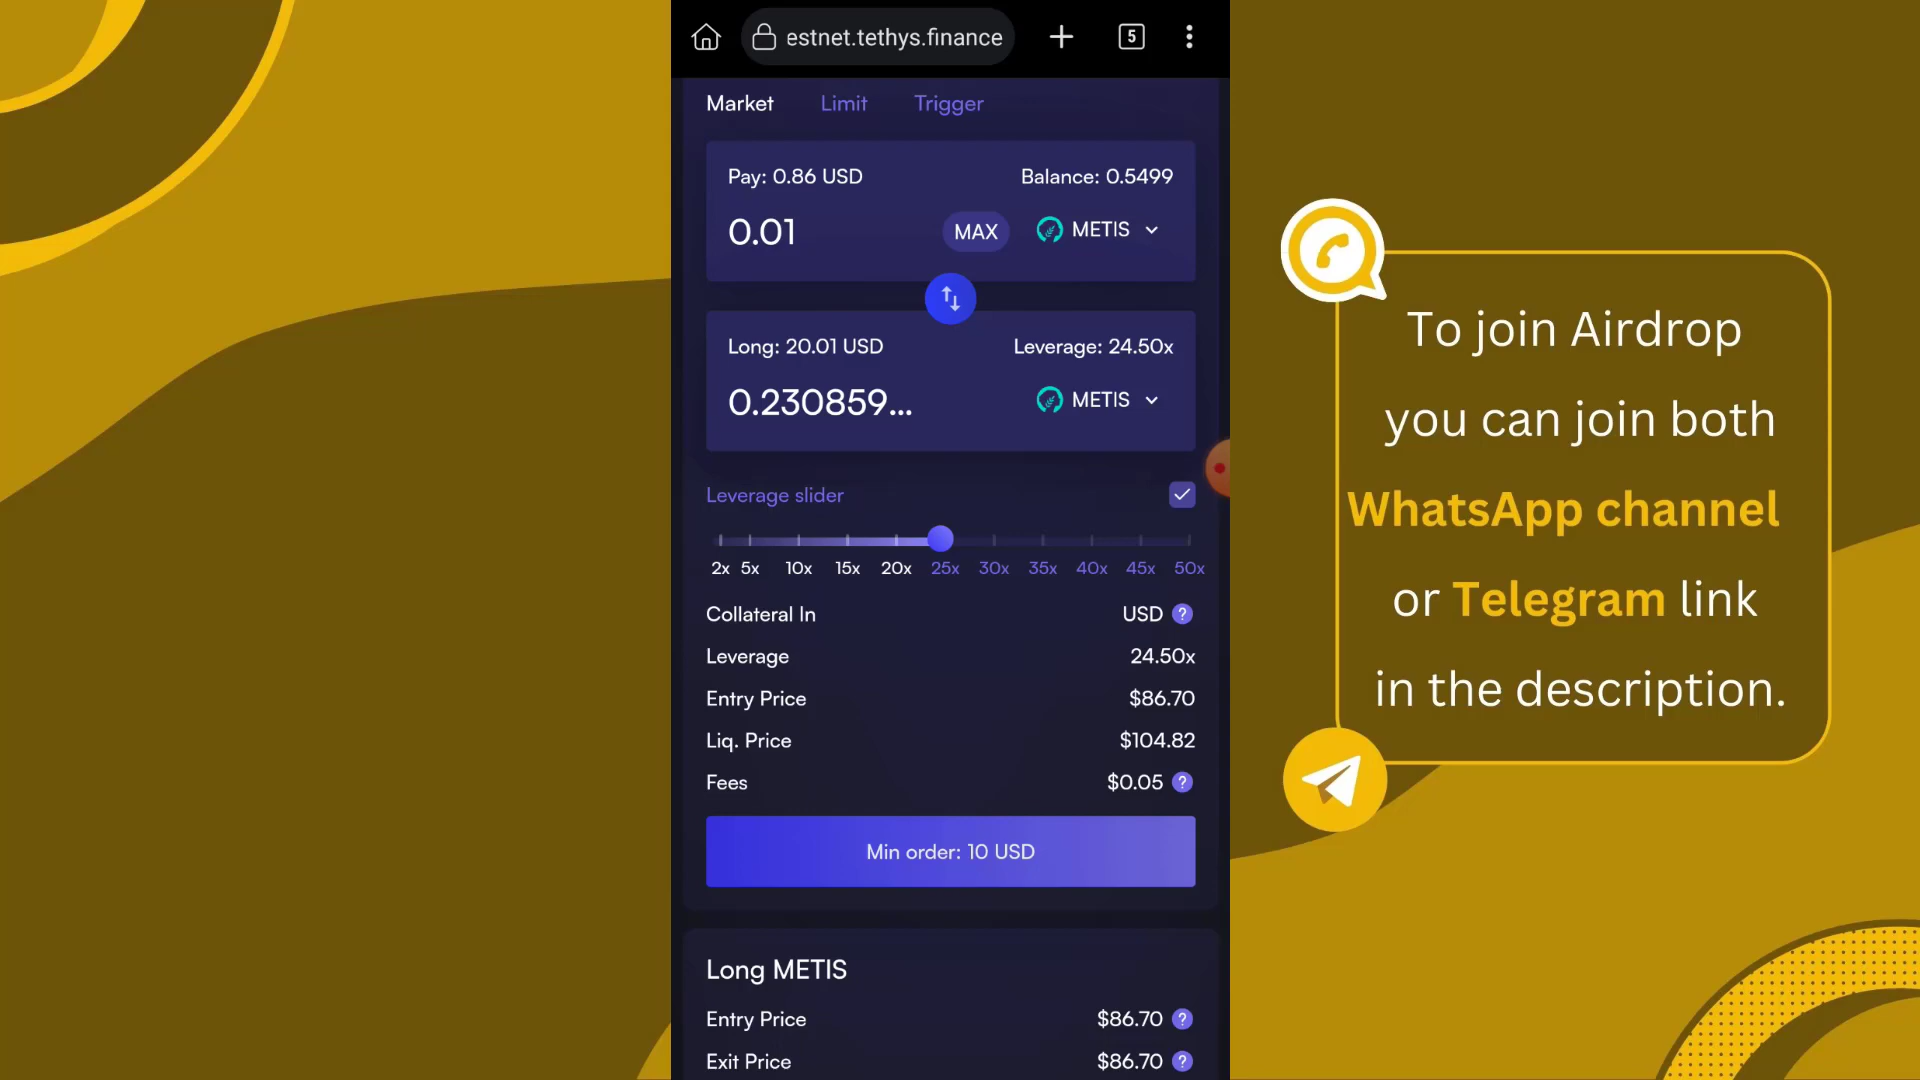 estnet.tethys.finance
5
Market Limit Trigger
Pay: 0.86 USD Balance: 0.5499
0.01 MAX METIS
Long: 20.01 USD Leverage: 24.50x
0.230859... METIS
Leverage slider
2x 5x 10x 15x 20x 25x 30x 35x 40x 45x 50x
Collateral In USD ?
Leverage 24.50x
Entry Price $86.70
Liq. Price $104.82
Fees $0.05 ?
Min order: 10 USD
Long METIS
Entry Price $86.70 ?
Exit Price $86.70 ?
To join Airdrop
you can join both
WhatsApp channel
or Telegram link
in the description.